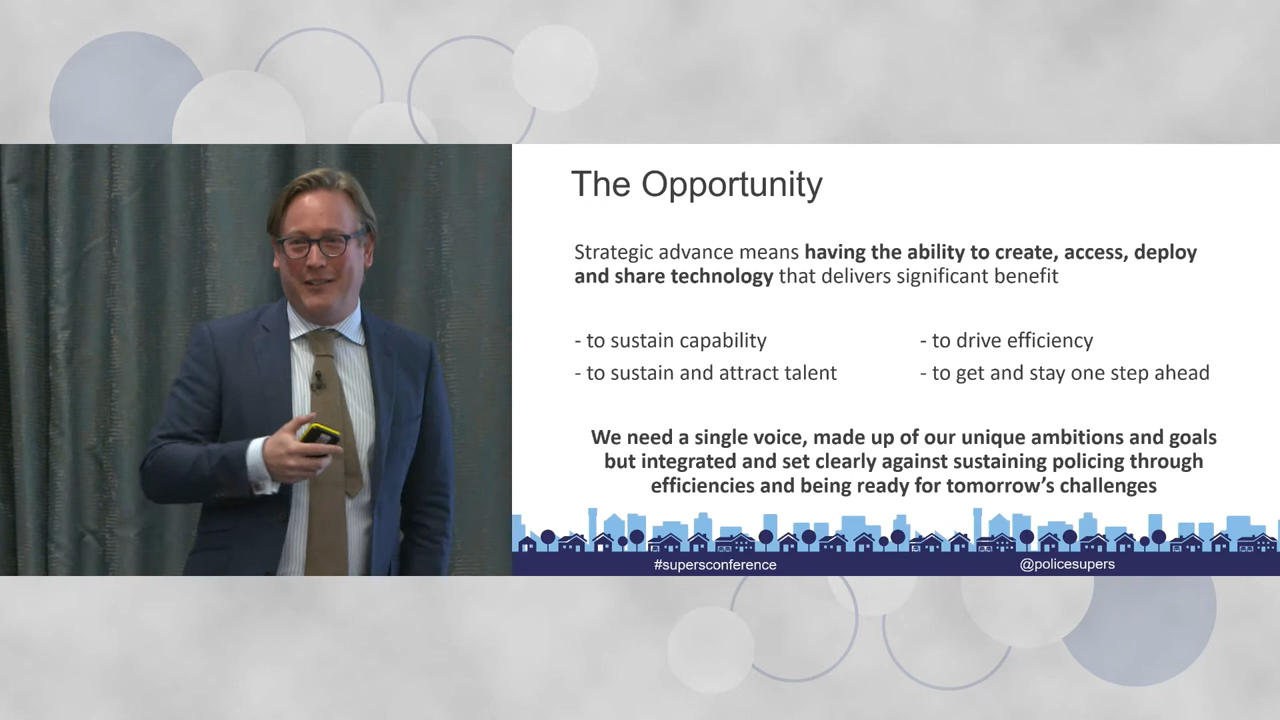 The Opportunity
Strategic advance means having the ability to create, access, deploy
and share technology that delivers significant benefit
- to sustain capability
- to drive efficiency
- to sustain and attract talent
- to get and stay one step ahead
We need a single voice, made up of our unique ambitions and goals
but integrated and set clearly against sustaining policing through
efficiencies and being ready for tomorrow’s challenges
#supersconference
@policesupers